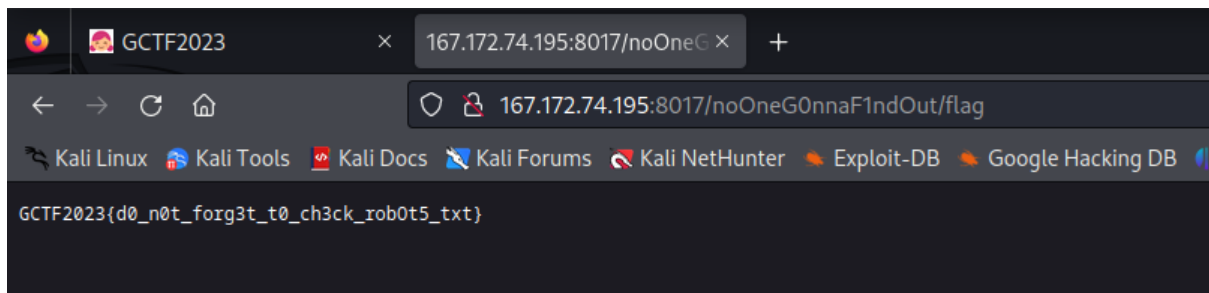 GCTF2023 × 167.172.74.195:8017/noOneG × +
167.172.74.195:8017/noOneG0nnaF1ndOut/flag
Kali Linux Kali Tools Kali Docs Kali Forums Kali NetHunter Exploit-DB Google Hacking DB
GCTF2023{d0_n0t_forg3t_t0_ch3ck_rob0t5_txt}